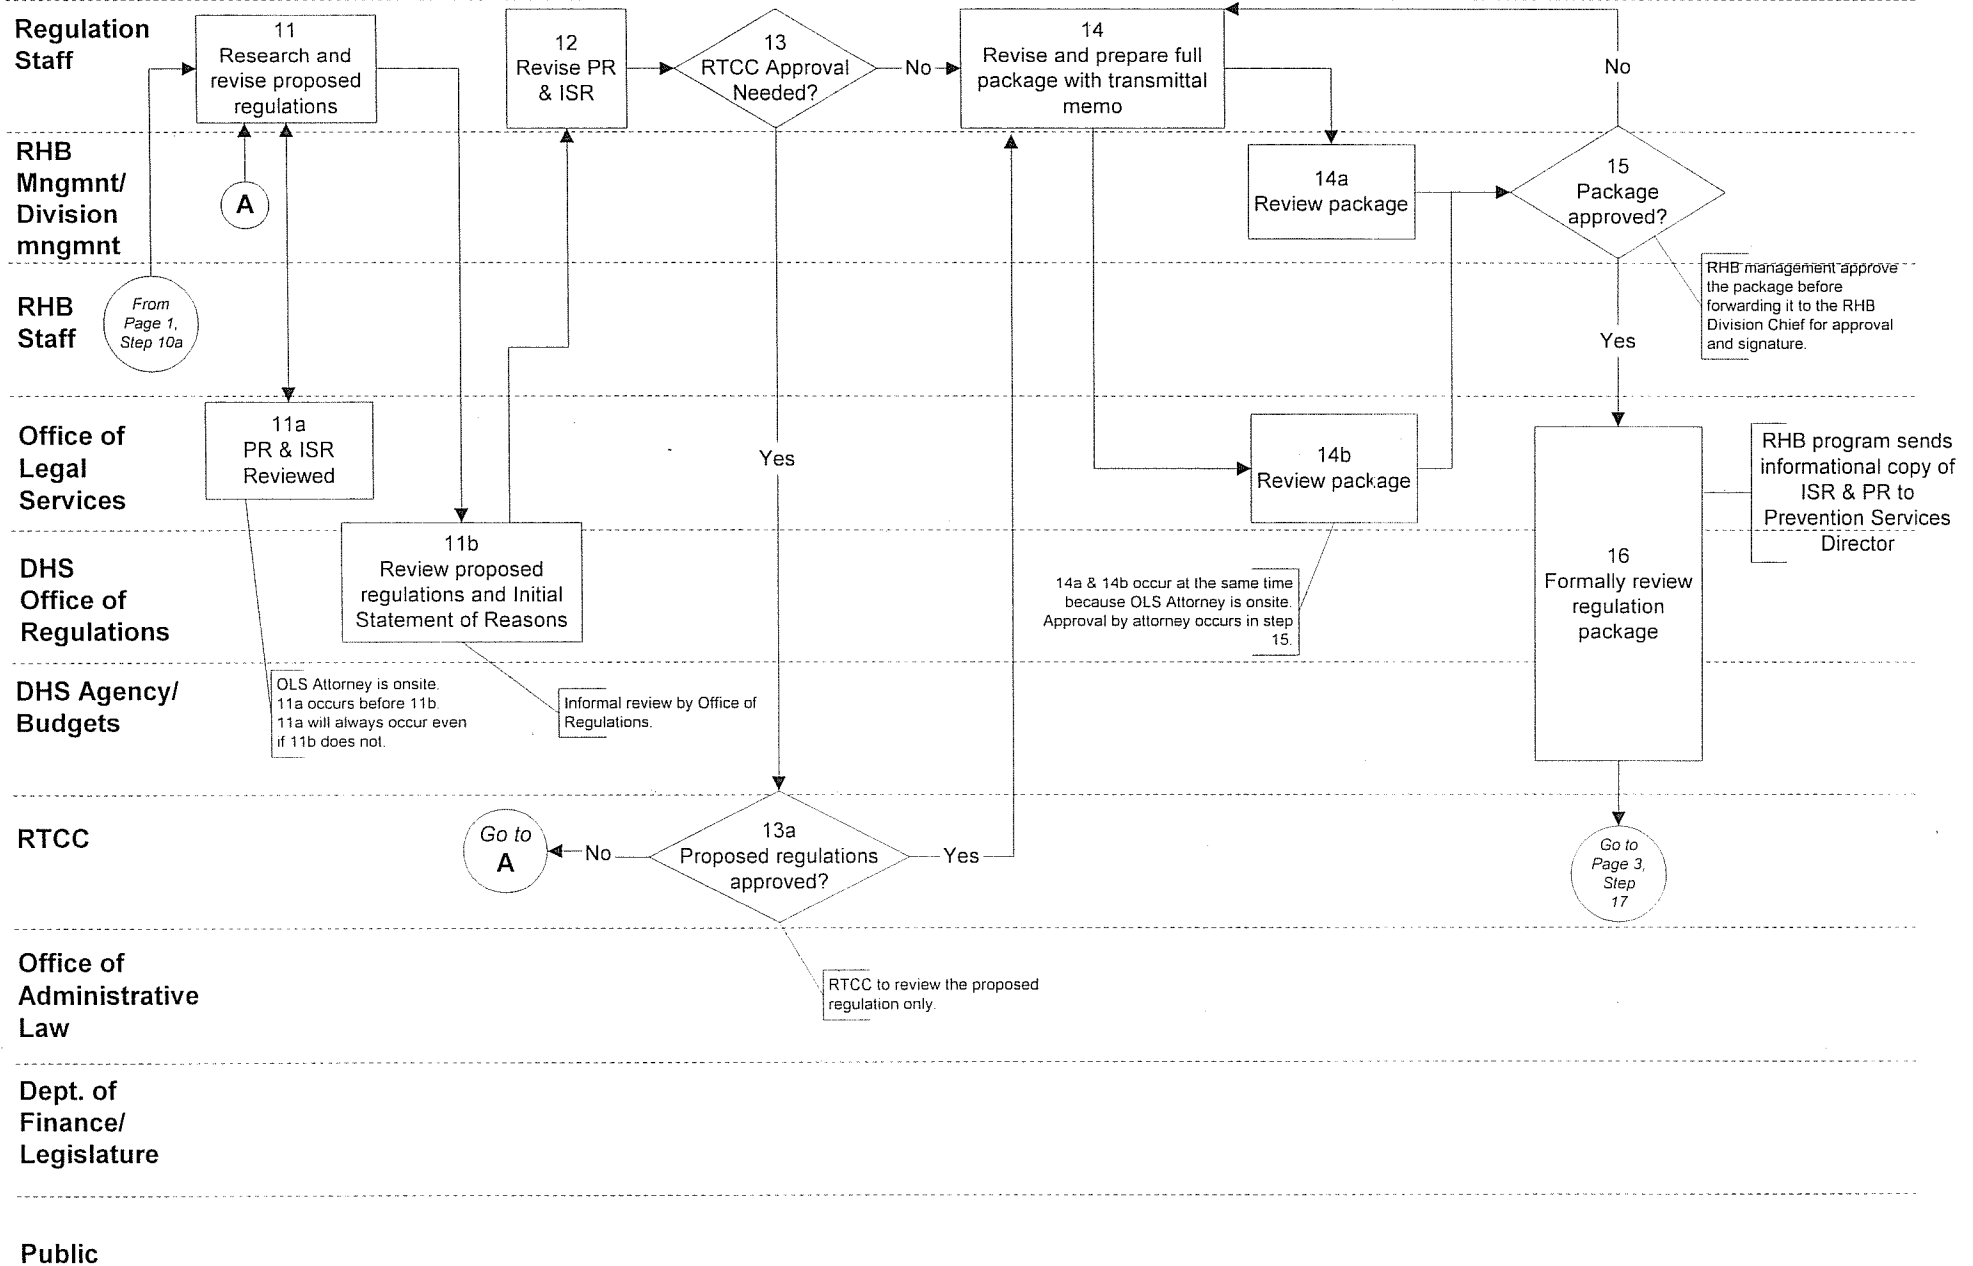 Regulation
Staff
11
Research and
revise proposed
regulations
12
Revise PR
& ISR
13
RTCC Approval
Needed?
No
14
Revise and prepare full
package with transmittal
memo
No
RHB
Mngmnt/
Division
mngmnt
A
14a
Review package
15
Package
approved?
RHB management approve
the package before
forwarding it to the RHB
Division Chief for approval
and signature.
RHB
Staff
From
Page 1,
Step 10a
Yes
Office of
Legal
Services
11a
PR & ISR
Reviewed
Yes
14b
Review package
RHB program sends
informational copy of
ISR & PR to
Prevention Services
Director
DHS
Office of
Regulations
11b
Review proposed
regulations and Initial
Statement of Reasons
14a & 14b occur at the same time
because OLS Attorney is onsite.
Approval by attorney occurs in step
15.
16
Formally review
regulation
package
DHS Agency/
Budgets
OLS Attorney is onsite.
11a occurs before 11b.
11a will always occur even
if 11b does not.
Informal review by Office of
Regulations.
RTCC
Go to
A
No
13a
Proposed regulations
approved?
Yes
Go to
Page 3,
Step
17
Office of
Administrative
Law
RTCC to review the proposed
regulation only.
Dept. of
Finance/
Legislature
Public